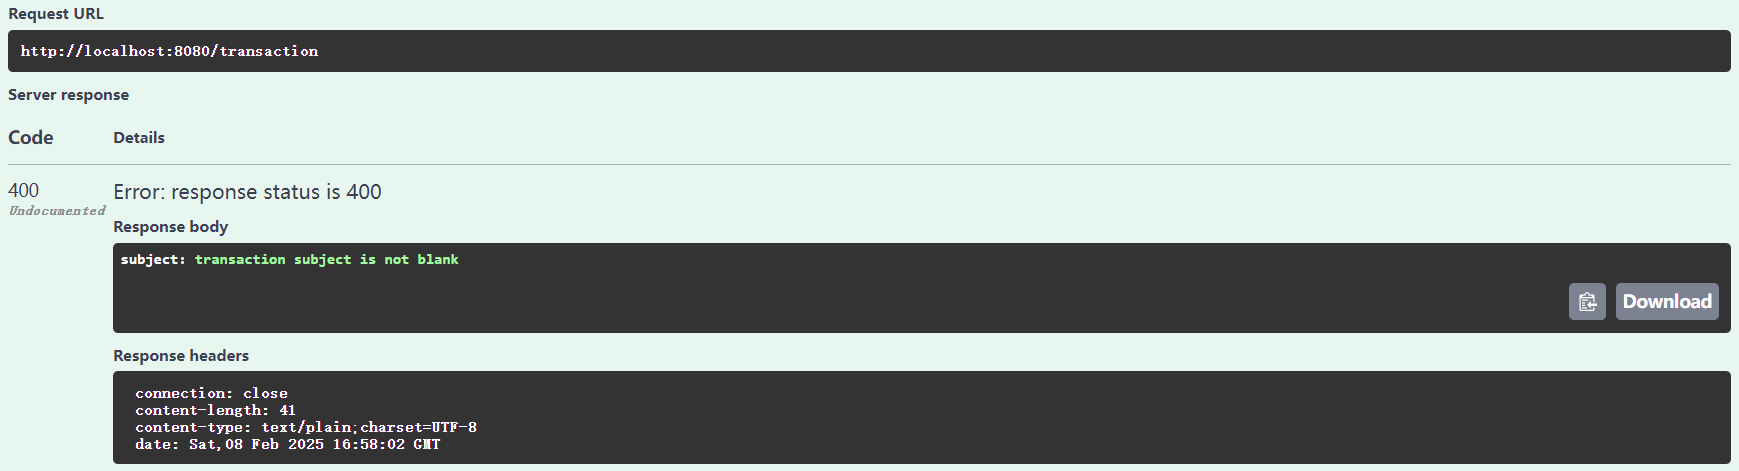 Request URL
http://localhost:8080/transaction
Server response
Code Details
400 Error: response status is 400
Undocumented
Response body
subject: transaction subject is not blank
Download
Response headers
connection: close
content-length: 41
content-type: text/plain;charset=UTF-8
date: Sat,08 Feb 2025 16:58:02 GMT